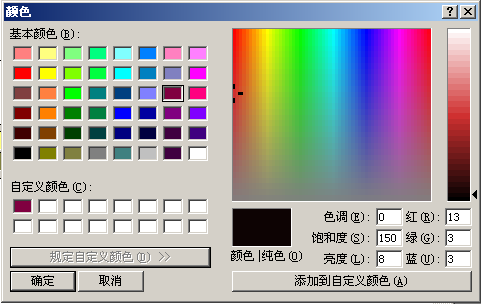 颜色
基本颜色(B):
自定义颜色(C):
规定自定义颜色(D) >>
确定
取消
颜色|纯色(O)
色调(E): 0
饱和度(S): 150
亮度(L): 8
红(R): 13
绿(G): 3
蓝(U): 3
添加到自定义颜色(A)